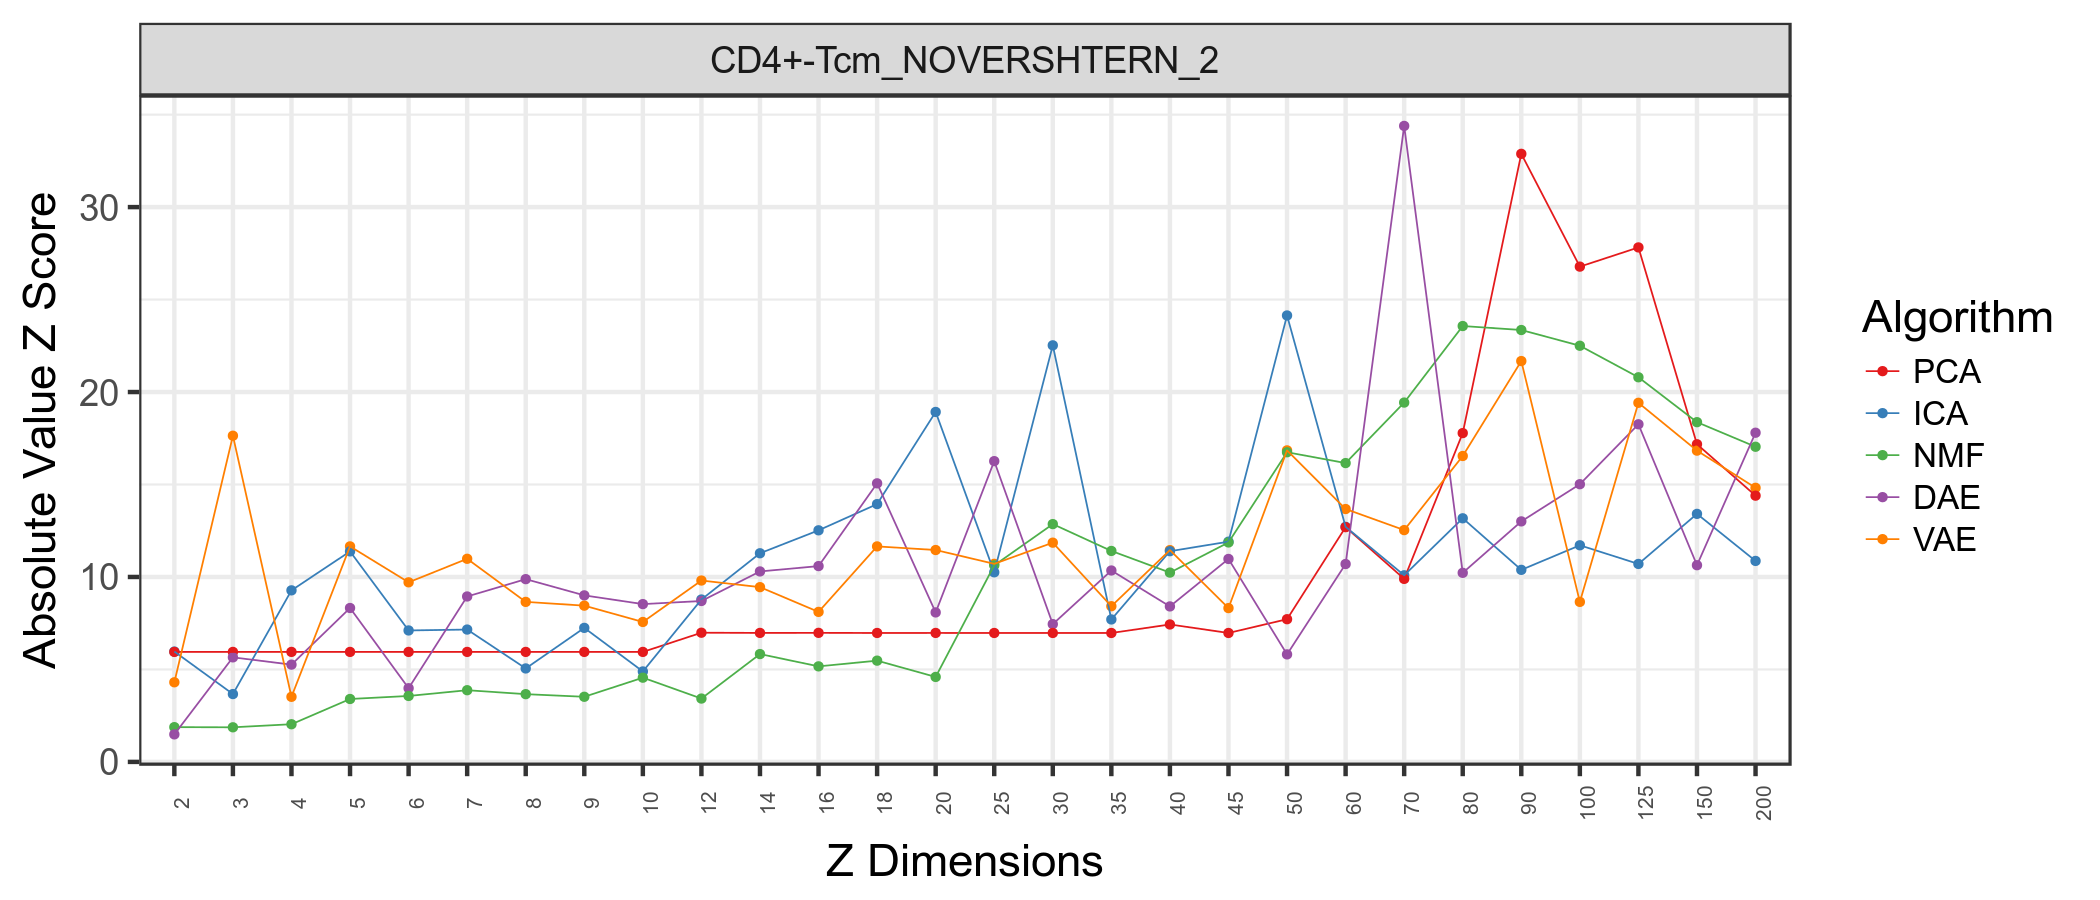 CD4+-Tcm_NOVERSHTERN_2
Absolute Value Z Score
30
20
10
0
2 3 4 5 6 7 8 9 10 12 14 16 18 20 25 30 35 40 45 50 60 70 80 90 100 125 150 200
Z Dimensions
Algorithm
PCA
ICA
NMF
DAE
VAE